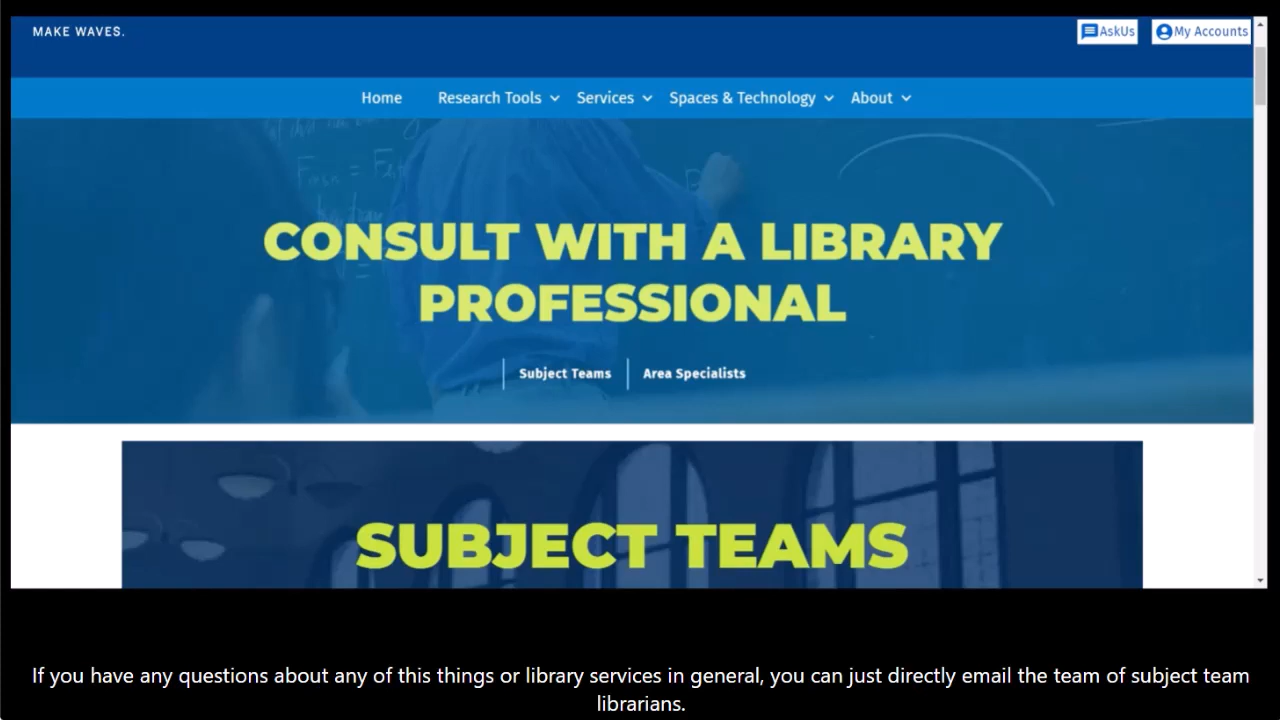 MAKE WAVES.
AskUs
My Accounts
Home
Research Tools
Services
Spaces & Technology
About
CONSULT WITH A LIBRARY
PROFESSIONAL
Subject Teams
Area Specialists
SUBJECT TEAMS
If you have any questions about any of this things or library services in general, you can just directly email the team of subject team
librarians.